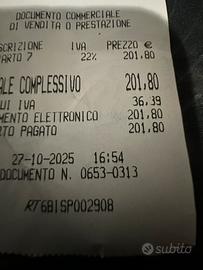 DOCUMENTO COMMERCIALE
DI VENDITA O PRESTAZIONE
SCRIZIONE IVA PREZZO €
PARTO 7 22% 201,80
ALE COMPLESSIVO 201,80
UI IVA 36,39
MENTO ELETTRONICO 201,80
RTO PAGATO 201,80
27-10-2025 16:54
DOCUMENTO N. 0653-0313
RT 6BISP002908
subito